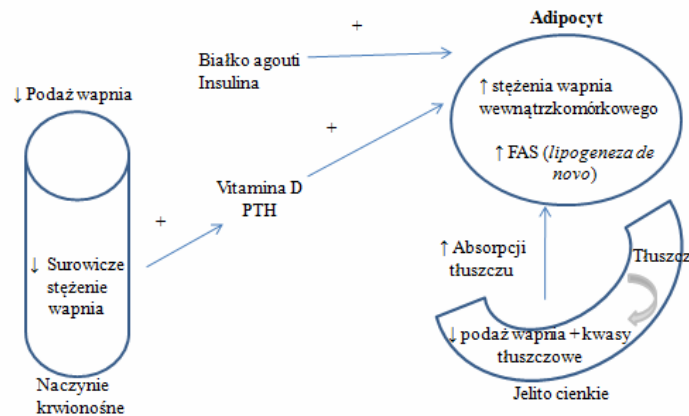 Adipocyt
+
Białko agouti
Insulina
↓ Podaż wapnia
↑ stężenia wapnia
wewnątrzkomórkowego
+
↑ FAS (lipogeneza de
novo)
Vitamina D
PTH
+
↓ Surowicze
stężenie
wapnia
↑ Absorpcji
tłuszczu
Tłuszcz
↓ podaż wapnia + kwasy
tłuszczowe
Naczynie
krwionośne
Jelito cienkie